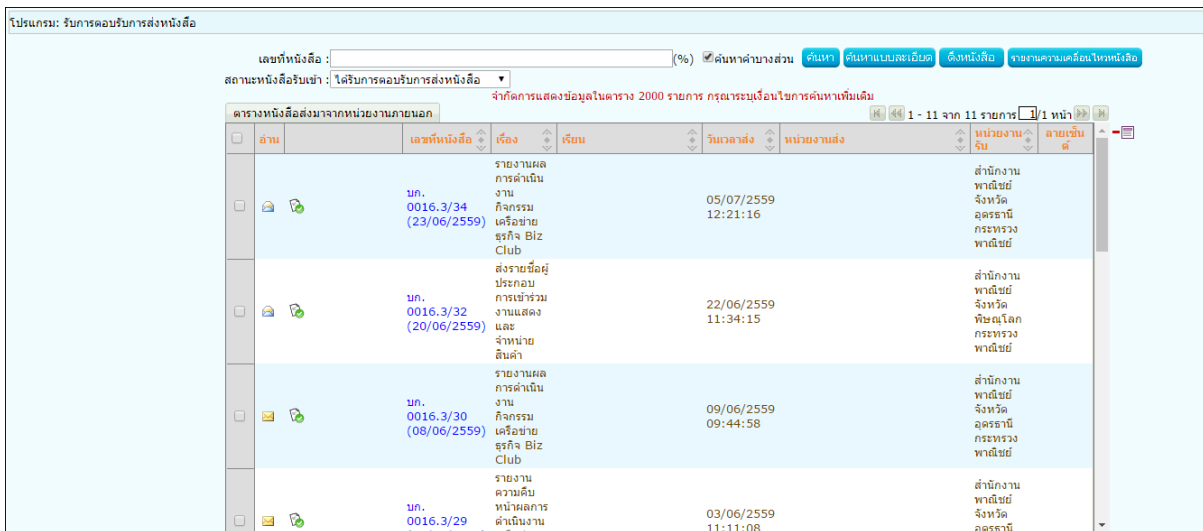 โปรแกรม: รับการตอบรับการส่งหนังสือ
เลขที่หนังสือ : (%) ค้นหาคำบางส่วน ค้นหา ค้นหาแบบละเอียด ดึงหนังสือ รายงานความเคลื่อนไหวหนังสือ
สถานะหนังสือรับเข้า : ได้รับการตอบรับการส่งหนังสือ
จำกัดการแสดงข้อมูลในตาราง 2000 รายการ กรุณาระบุเงื่อนไขการค้นหาเพิ่มเติม
ตารางหนังสือส่งมาจากหน่วยงานภายนอก 1 - 11 จาก 11 รายการ 1/1 หน้า
อ่าน เลขที่หนังสือ เรื่อง เรียน วันเวลาส่ง หน่วยงานส่ง หน่วยงานรับ ลายเซ็นต์
บก.
0016.3/34
(23/06/2559)
รายงานผล
การดำเนิน
งาน
กิจกรรม
เครือข่าย
ธุรกิจ Biz
Club
05/07/2559
12:21:16
สำนักงาน
พาณิชย์
จังหวัด
อุดรธานี
กระทรวง
พาณิชย์
บก.
0016.3/32
(20/06/2559)
ส่งรายชื่อผู้
ประกอบ
การเข้าร่วม
งานแสดง
และ
จำหน่าย
สินค้า
22/06/2559
11:34:15
สำนักงาน
พาณิชย์
จังหวัด
พิษณุโลก
กระทรวง
พาณิชย์
บก.
0016.3/30
(08/06/2559)
รายงานผล
การดำเนิน
งาน
กิจกรรม
เครือข่าย
ธุรกิจ Biz
Club
09/06/2559
09:44:58
สำนักงาน
พาณิชย์
จังหวัด
อุดรธานี
กระทรวง
พาณิชย์
บก.
0016.3/29
รายงาน
ความคืบ
หน้าผลการ
ดำเนินงาน
03/06/2559
11:11:08
สำนักงาน
พาณิชย์
จังหวัด
อุดรธานี